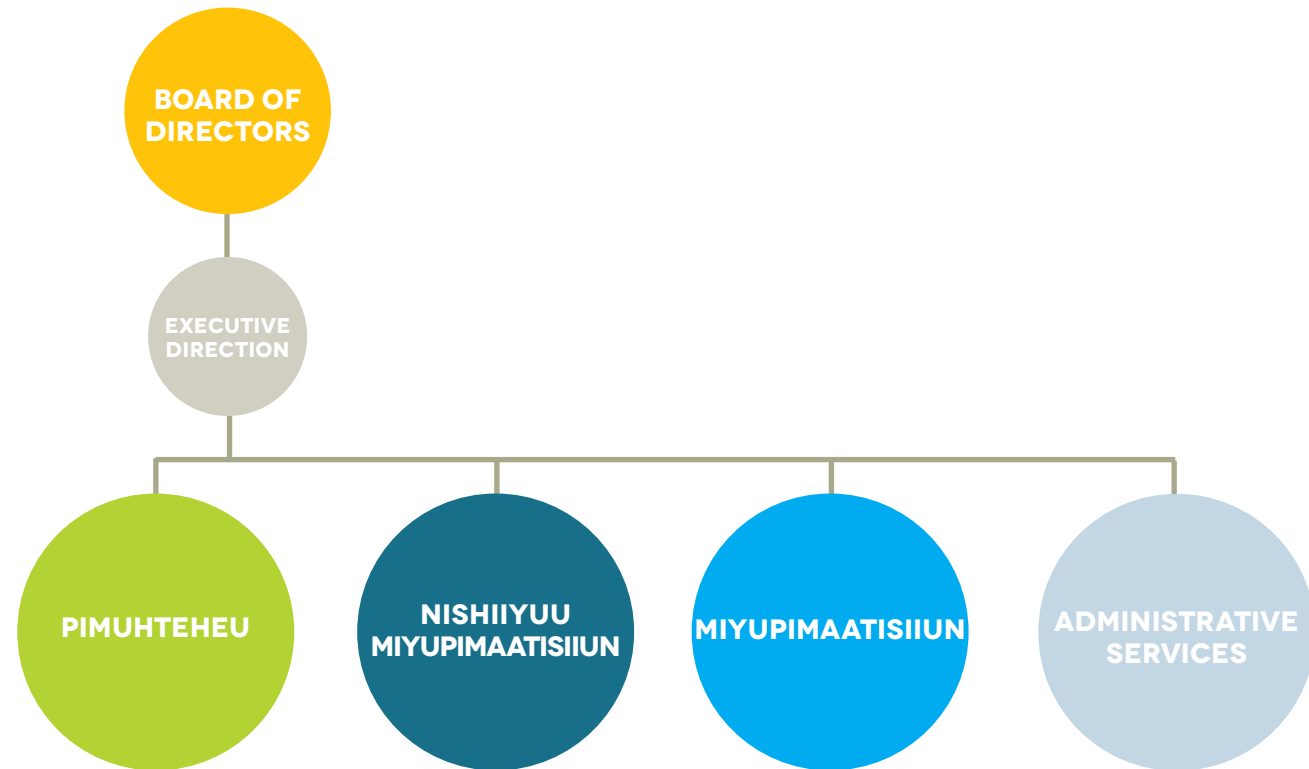 BOARD OF
DIRECTORS
EXECUTIVE
DIRECTION
PIMUHTEHEU
NISHIIYUU
MIYUPIMAATISIIUN
MIYUPIMAATISIIUN
ADMINISTRATIVE
SERVICES